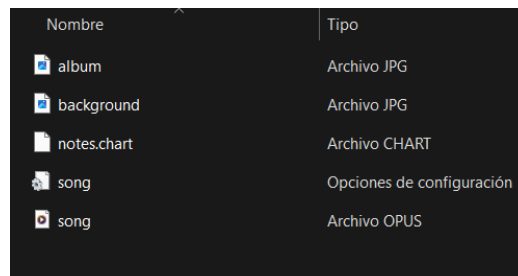 Nombre Tipo
album Archivo JPG
background Archivo JPG
notes.chart Archivo CHART
song Opciones de configuración
song Archivo OPUS